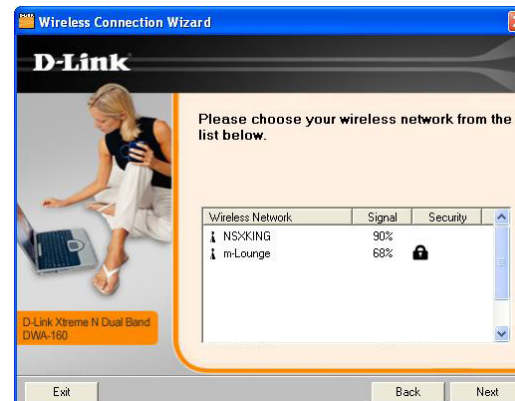 Wireless Connection Wizard
D-Link
Please choose your wireless network from the
list below.
Wireless Network Signal Security
NSXKING 90%
m-Lounge 68%
D-Link Xtreme N Dual Band
DWA-160
Exit Back Next